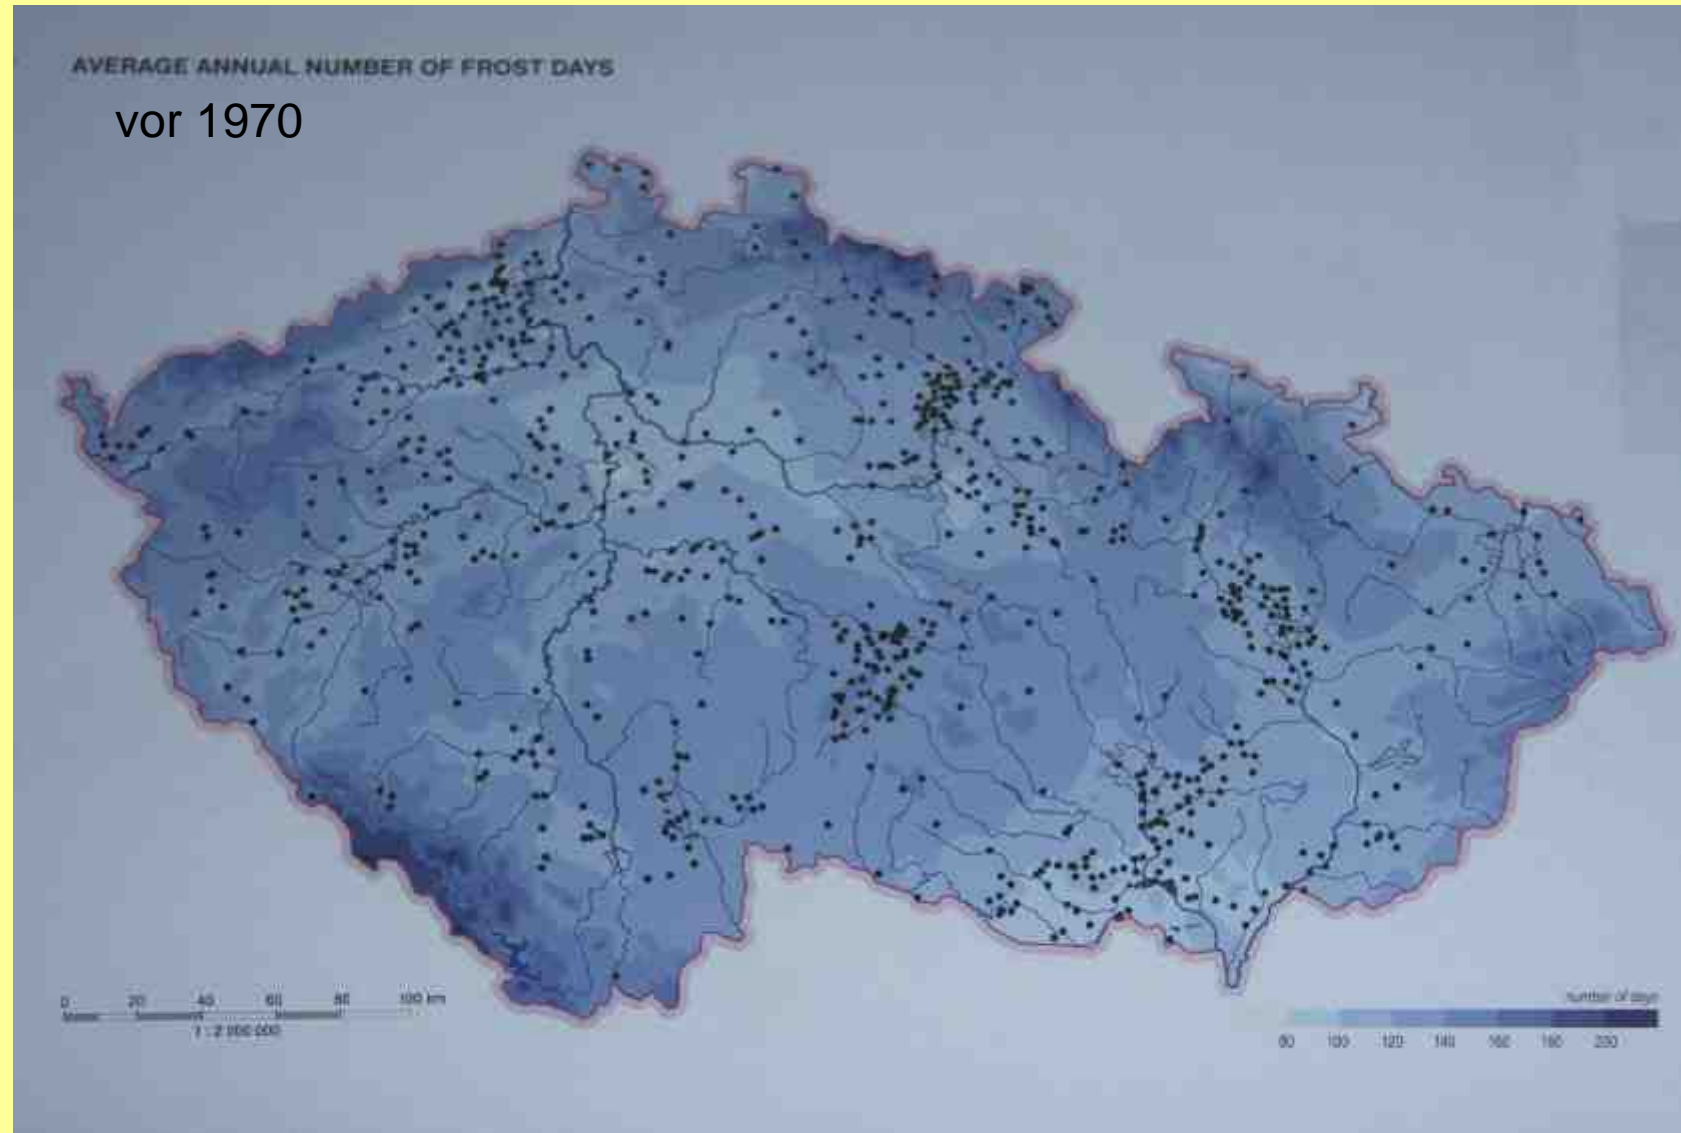 AVERAGE ANNUAL NUMBER OF FROST DAYS
vor 1970
0 20 40 60 80 100 km
1 : 2 000 000
number of days
80 100 120 140 160 180 200